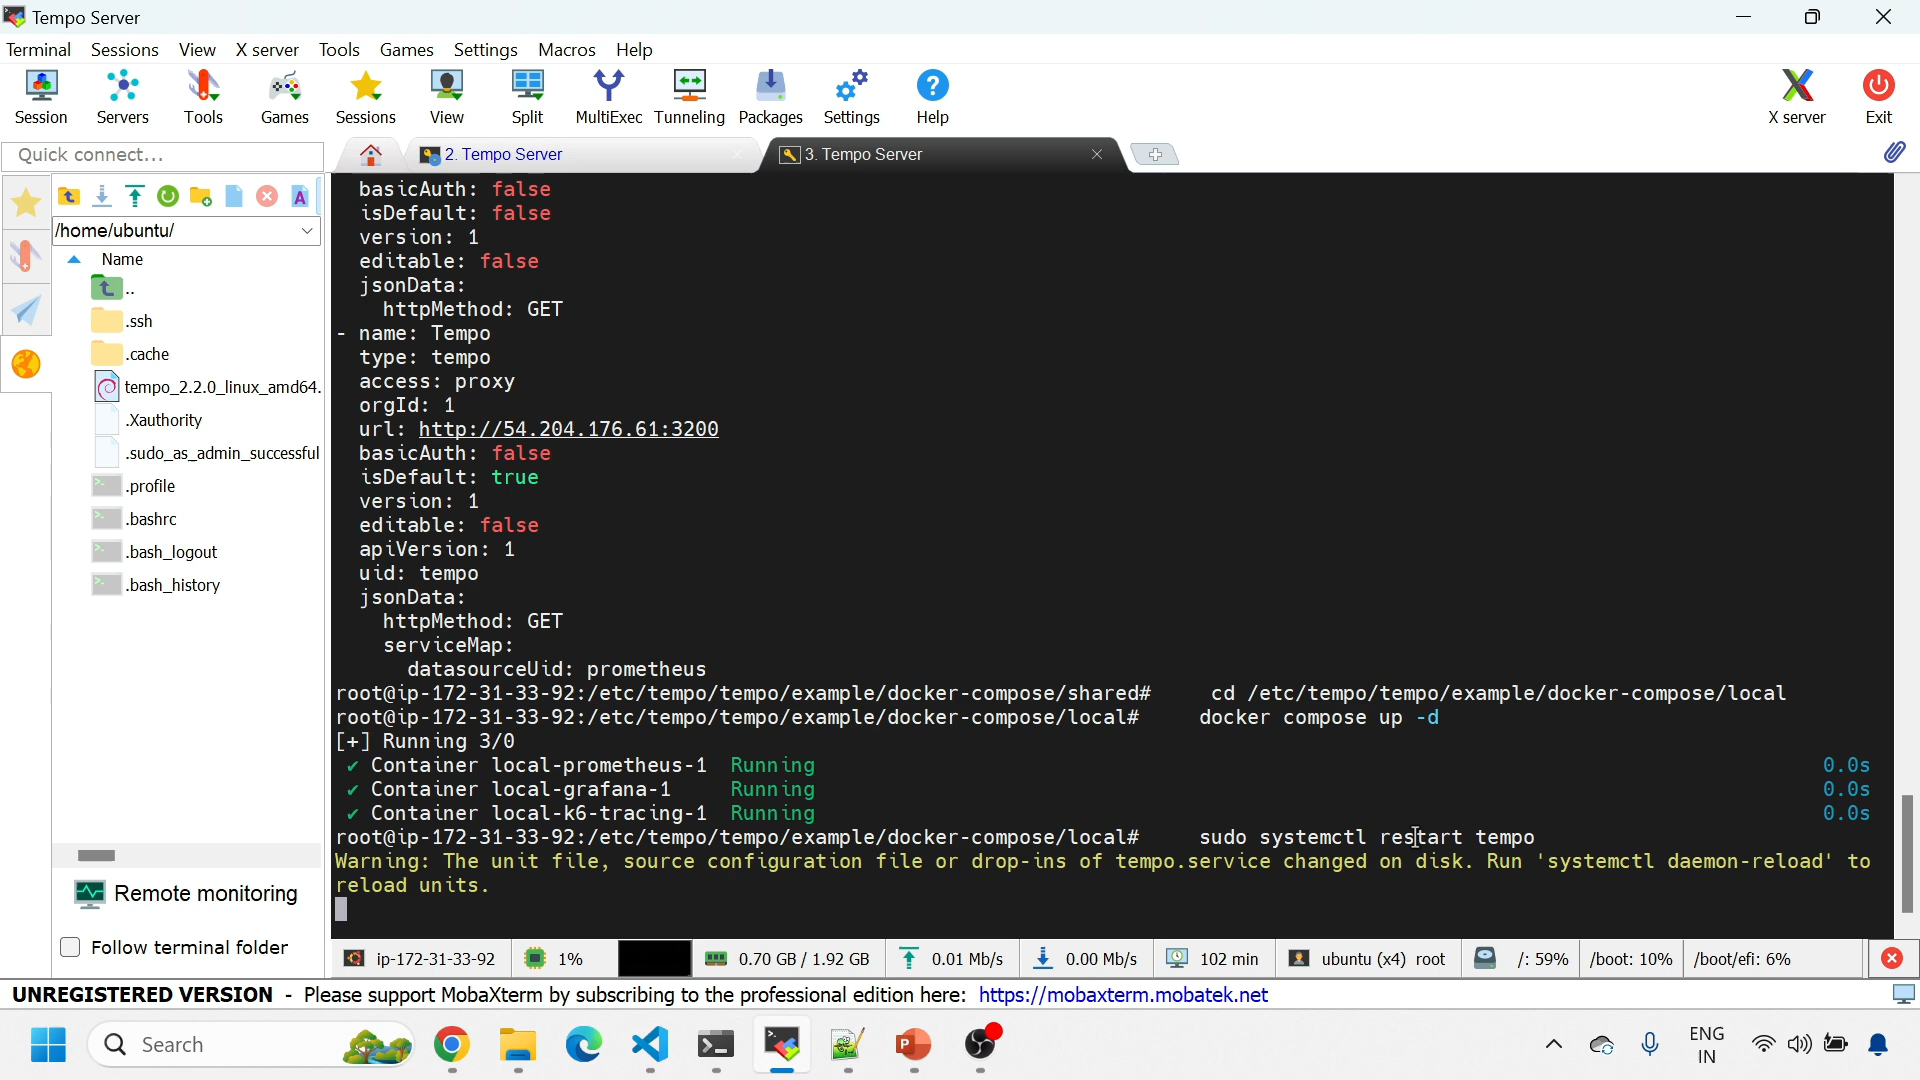 Tempo Server
Terminal Sessions View X server Tools Games Settings Macros Help
Session Servers Tools Games Sessions View Split MultiExec Tunneling Packages Settings Help X server Exit
Quick connect...
2. Tempo Server
3. Tempo Server
/home/ubuntu/
Name
..
.ssh
.cache
tempo_2.2.0_linux_amd64.
.Xauthority
.sudo_as_admin_successful
.profile
.bashrc
.bash_logout
.bash_history
Remote monitoring
Follow terminal folder
basicAuth: false
isDefault: false
version: 1
editable: false
jsonData:
httpMethod: GET
- name: Tempo
type: tempo
access: proxy
orgId: 1
url: http://54.204.176.61:3200
basicAuth: false
isDefault: true
version: 1
editable: false
apiVersion: 1
uid: tempo
jsonData:
httpMethod: GET
serviceMap:
datasourceUid: prometheus
root@ip-172-31-33-92:/etc/tempo/tempo/example/docker-compose/shared# cd /etc/tempo/tempo/example/docker-compose/local
root@ip-172-31-33-92:/etc/tempo/tempo/example/docker-compose/local# docker compose up -d
[+] Running 3/0
✔ Container local-prometheus-1 Running 0.0s
✔ Container local-grafana-1 Running 0.0s
✔ Container local-k6-tracing-1 Running 0.0s
root@ip-172-31-33-92:/etc/tempo/tempo/example/docker-compose/local# sudo systemctl restart tempo
Warning: The unit file, source configuration file or drop-ins of tempo.service changed on disk. Run 'systemctl daemon-reload' to
reload units.
ip-172-31-33-92 1% 0.70 GB / 1.92 GB 0.01 Mb/s 0.00 Mb/s 102 min ubuntu (x4) root /: 59% /boot: 10% /boot/efi: 6%
UNREGISTERED VERSION - Please support MobaXterm by subscribing to the professional edition here: https://mobaxterm.mobatek.net
Search
ENG
IN